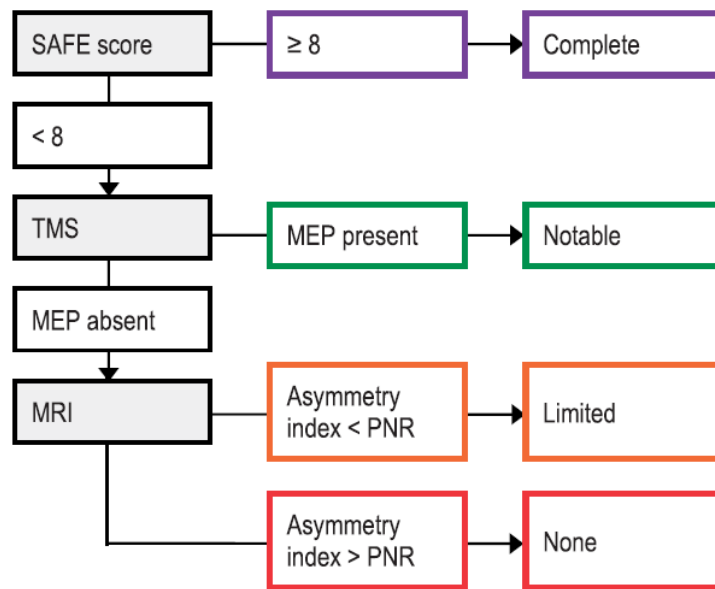 SAFE score
≥ 8
Complete
< 8
TMS
MEP present
Notable
MEP absent
MRI
Asymmetry
index < PNR
Limited
Asymmetry
index > PNR
None